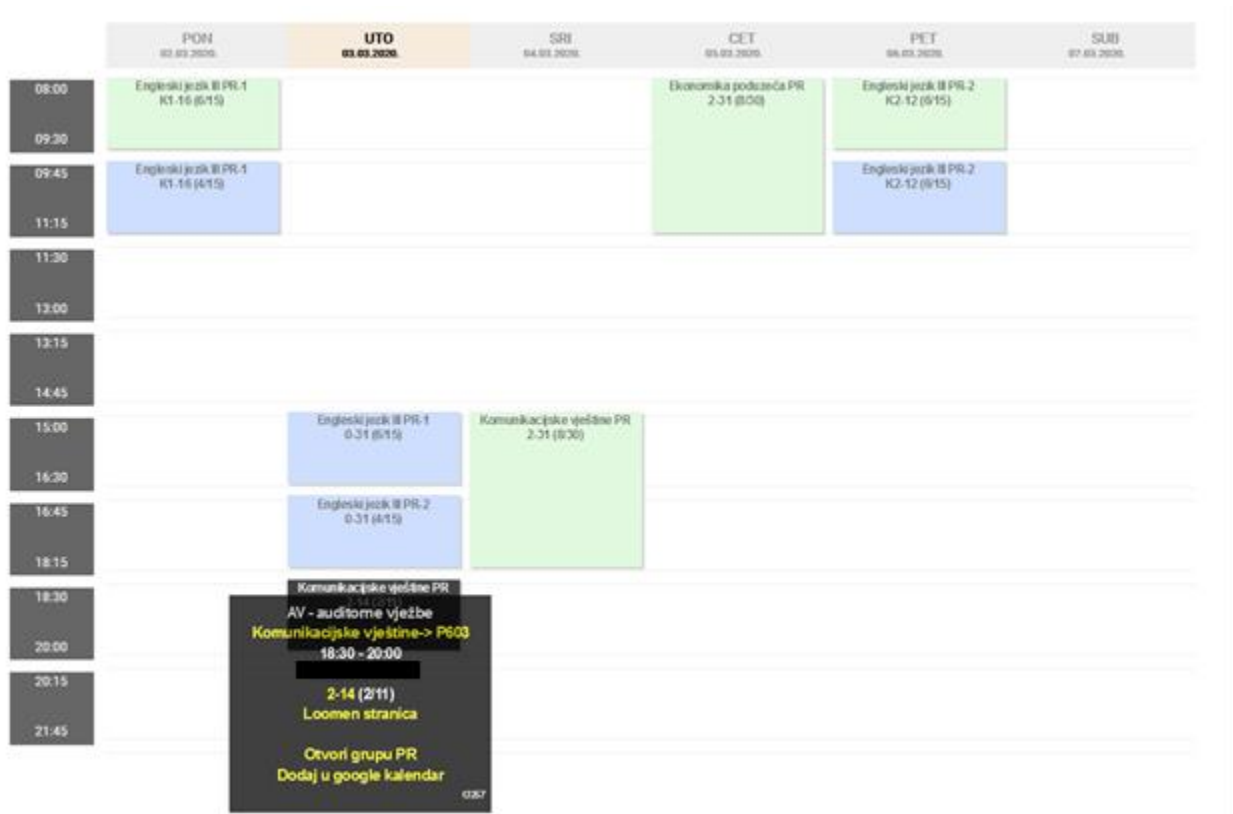 PON
02.03.2020.
UTO
03.03.2020.
SRI
04.03.2020.
CET
05.03.2020.
PET
06.03.2020.
SUB
07.03.2020.
08:00
09:30
09:45
11:15
11:30
13:00
13:15
14:45
15:00
16:30
16:45
18:15
18:30
20:00
20:15
21:45
Engleski jezik III PR-1
K1-16 (6/15)
Engleski jezik III PR-1
K1-16 (4/15)
Engleski jezik III PR-1
0-31 (6/15)
Engleski jezik III PR-2
0-31 (4/15)
Komunikacijske vještine PR
AV - auditorne vježbe
Komunikacijske vještine-> P603
18:30 - 20:00
2-14 (2/11)
Loomen stranica
Otvori grupu PR
Dodaj u google kalendar
Komunikacijske vještine PR
2-31 (8/30)
Ekonomika poduzeća PR
2-31 (8/30)
Engleski jezik III PR-2
K2-12 (6/15)
Engleski jezik III PR-2
K2-12 (6/15)